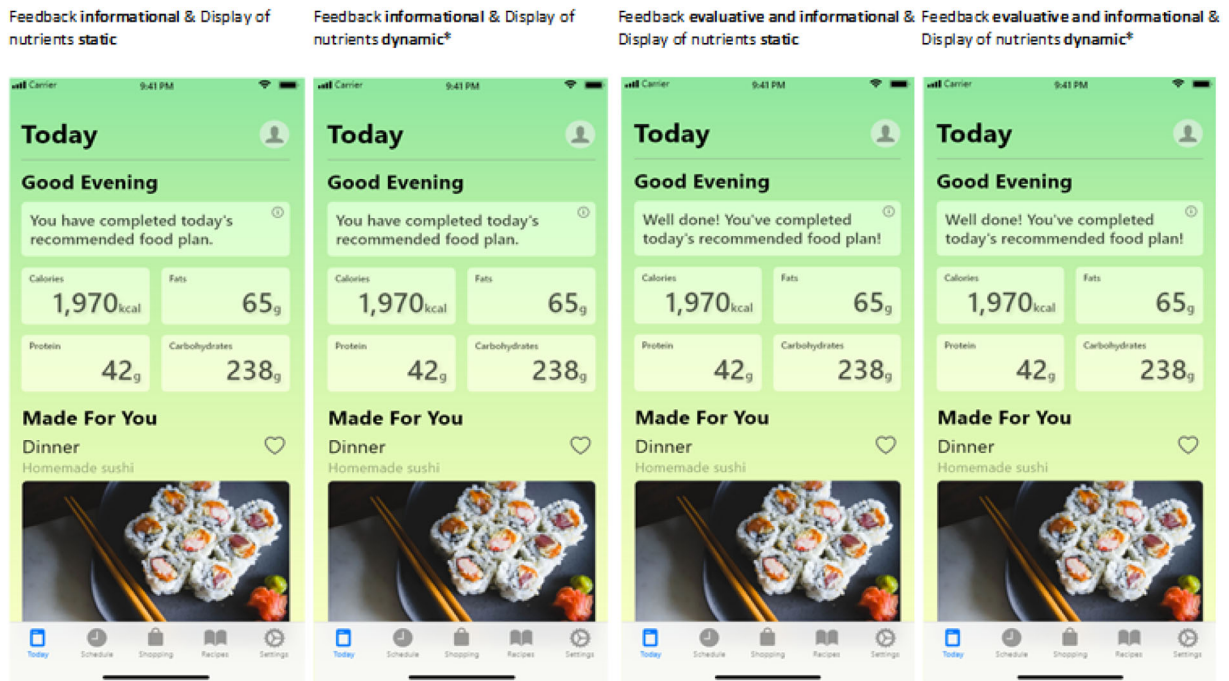 Feedback informational & Display of
nutrients static
Feedback informational & Display of
nutrients dynamic*
Feedback evaluative and informational &
Display of nutrients static
Feedback evaluative and informational &
Display of nutrients dynamic*
Carrier 9:41 PM
Today
Good Evening
You have completed today's
recommended food plan.
Calories Fats
1,970kcal 65g
Protein Carbohydrates
42g 238g
Made For You
Dinner
Homemade sushi
Today Schedule Shopping Recipes Settings
Carrier 9:41 PM
Today
Good Evening
You have completed today's
recommended food plan.
Calories Fats
1,970kcal 65g
Protein Carbohydrates
42g 238g
Made For You
Dinner
Homemade sushi
Today Schedule Shopping Recipes Settings
Carrier 9:41 PM
Today
Good Evening
Well done! You've completed
today's recommended food plan!
Calories Fats
1,970kcal 65g
Protein Carbohydrates
42g 238g
Made For You
Dinner
Homemade sushi
Today Schedule Shopping Recipes Settings
Carrier 9:41 PM
Today
Good Evening
Well done! You've completed
today's recommended food plan!
Calories Fats
1,970kcal 65g
Protein Carbohydrates
42g 238g
Made For You
Dinner
Homemade sushi
Today Schedule Shopping Recipes Settings